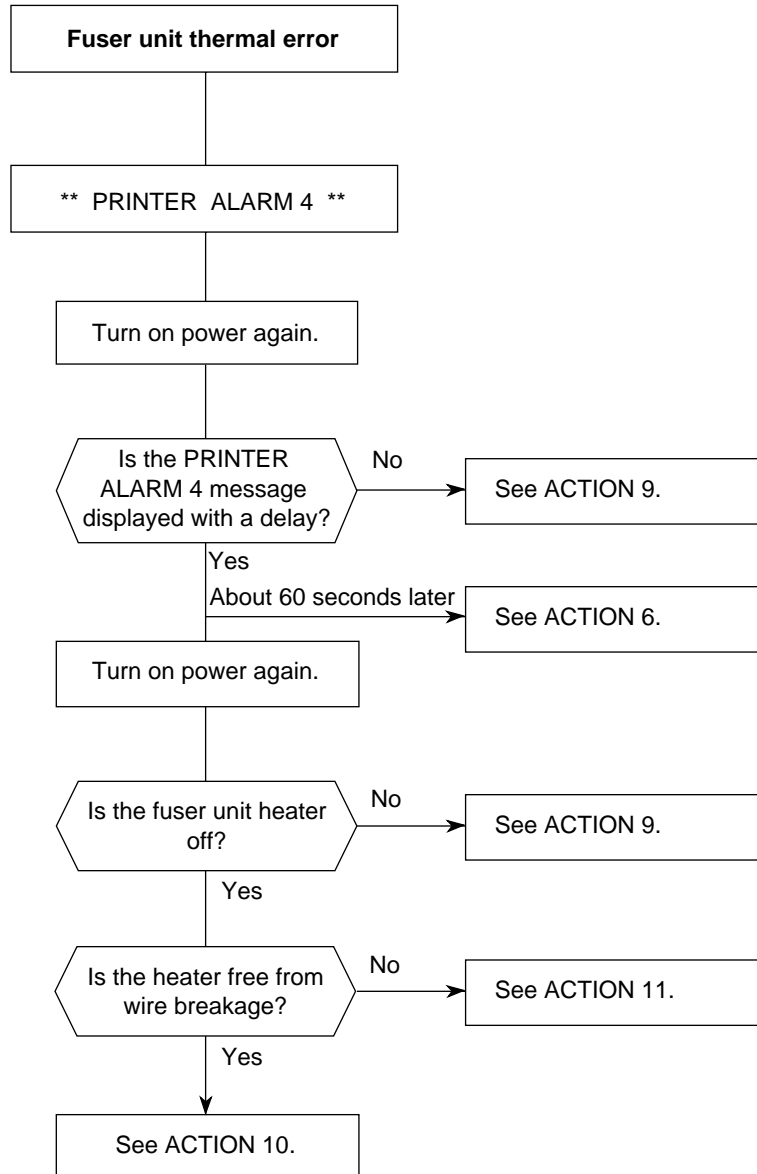 Fuser unit thermal error
** PRINTER ALARM 4 **
Turn on power again.
Is the PRINTER
ALARM 4 message
displayed with a delay?
No
See ACTION 9.
Yes
About 60 seconds later
See ACTION 6.
Turn on power again.
Is the fuser unit heater
off?
No
See ACTION 9.
Yes
Is the heater free from
wire breakage?
No
See ACTION 11.
Yes
See ACTION 10.